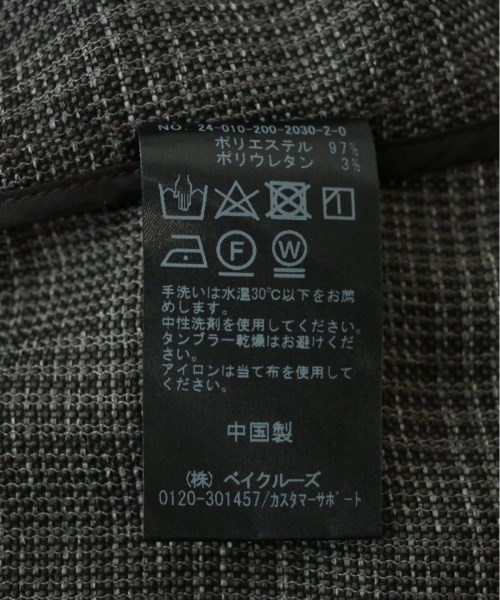 NO. 24-010-200-2030-2-0
ポリエステル 97%
ポリウレタン 3%
F W
手洗いは水温30℃以下をお薦
めします。
中性洗剤を使用してください。
タンブラー乾燥はお避けくだ
さい。
アイロンは当て布を使用して
ください。
中国製
(株) ベイクルーズ
0120-301457/カスタマーサポート